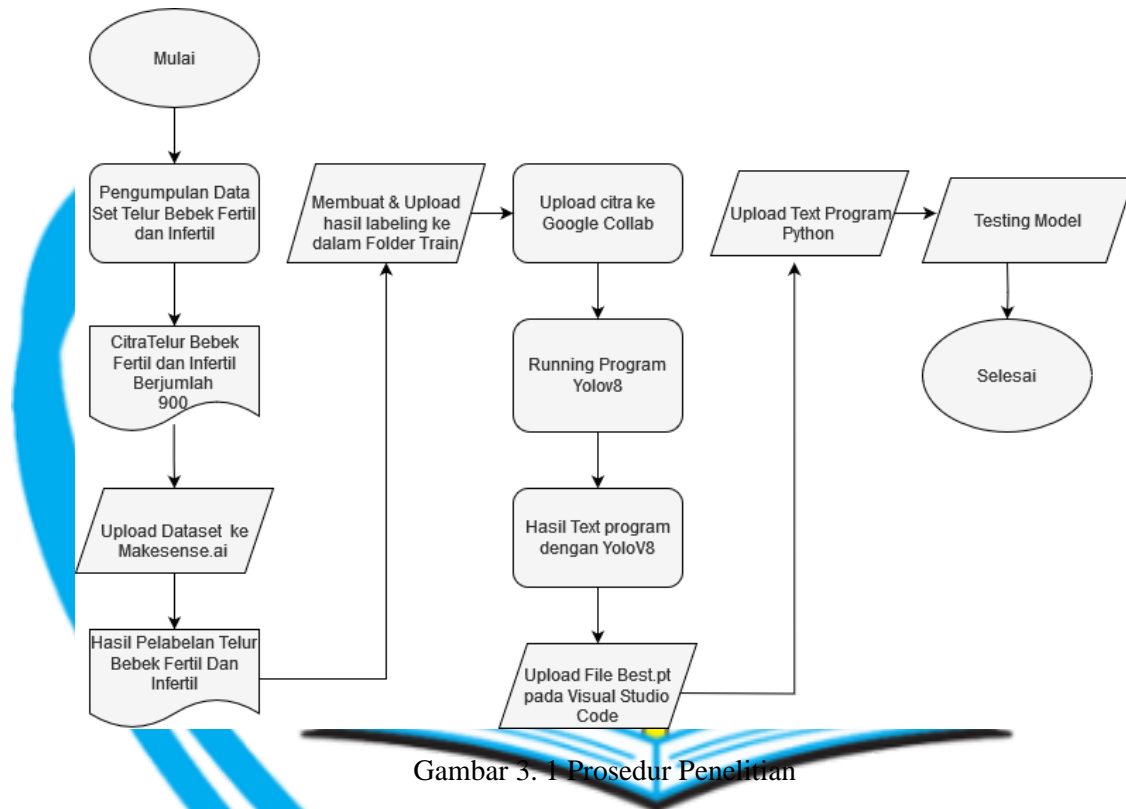 Mulai
Pengumpulan Data
Set Telur Bebek Fertil
dan Infertil
CitraTelur Bebek
Fertil dan Infertil
Berjumlah
900
Upload Dataset ke
Makesense.ai
Hasil Pelabelan Telur
Bebek Fertil Dan
Infertil
Membuat & Upload
hasil labeling ke
dalam Folder Train
Upload citra ke
Google Collab
Running Program
Yolov8
Hasil Text program
dengan YoloV8
Upload File Best.pt
pada Visual Studio
Code
Upload Text Program
Python
Testing Model
Selesai
Gambar 3. 1 Prosedur Penelitian